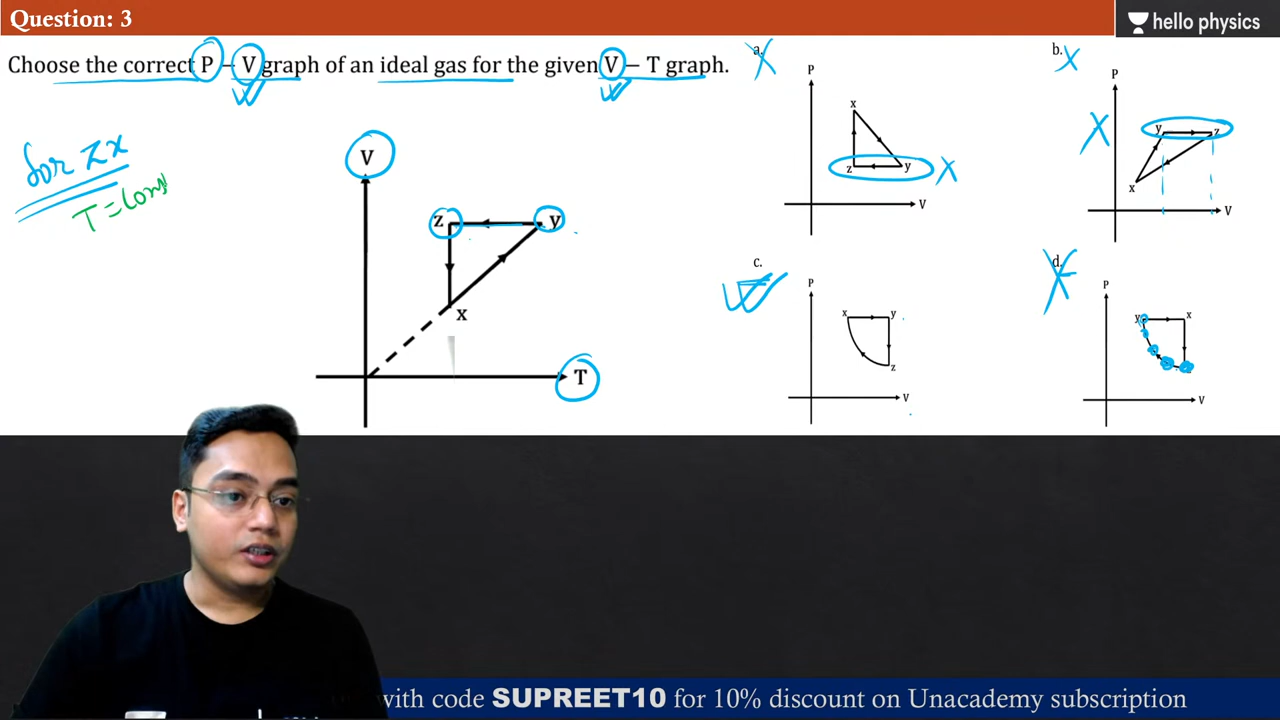 Question: 3
hello physics
Choose the correct P – V graph of an ideal gas for the given V – T graph.
for zx
T = Cons
V
z
y
x
T
a.
P
x
z
y
V
b.
P
y
z
x
V
c.
P
x
y
z
V
d.
P
y
x
V
with code SUPREET10 for 10% discount on Unacademy subscription